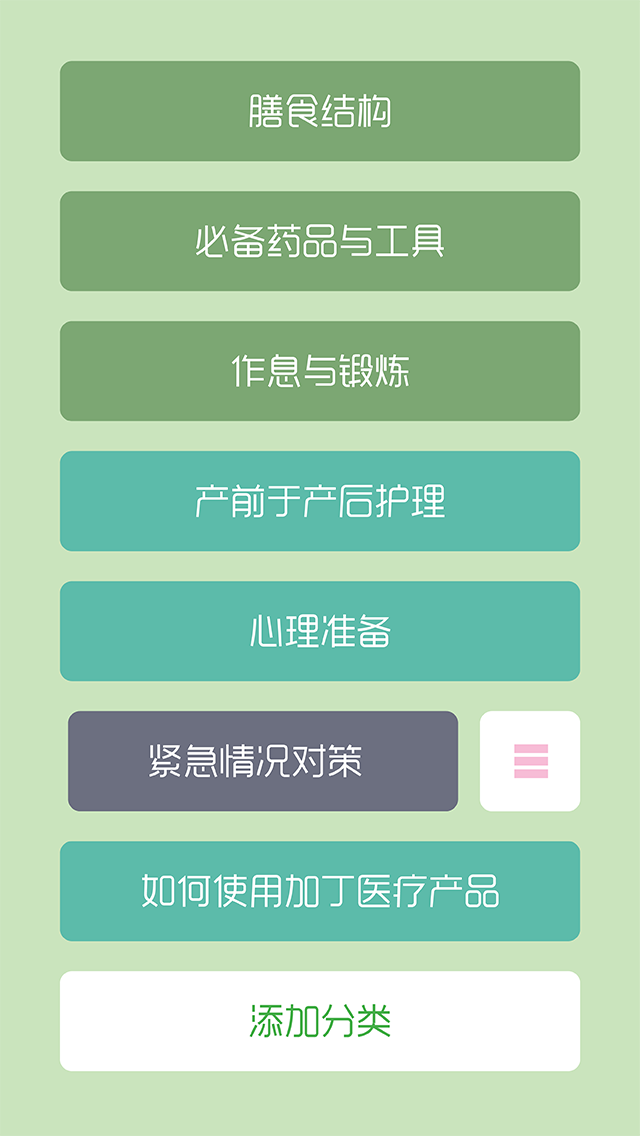 膳食结构
必备药品与工具
作息与锻炼
产前于产后护理
心理准备
紧急情况对策
如何使用加丁医疗产品
添加分类